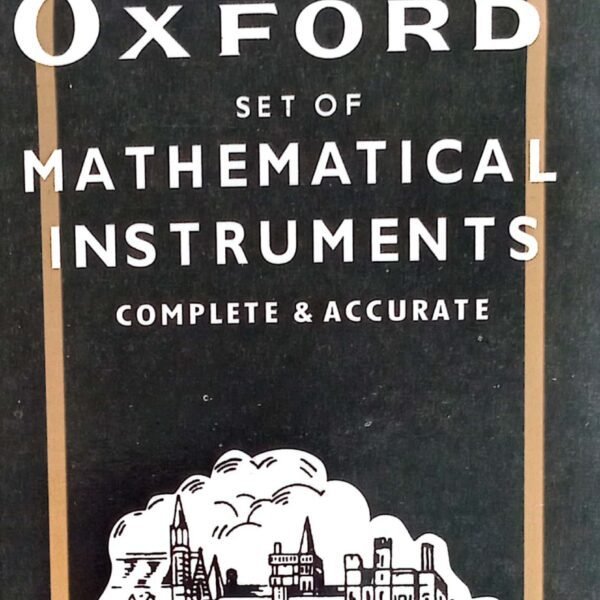 OXFORD
SET OF
MATHEMATICAL
INSTRUMENTS
COMPLETE & ACCURATE